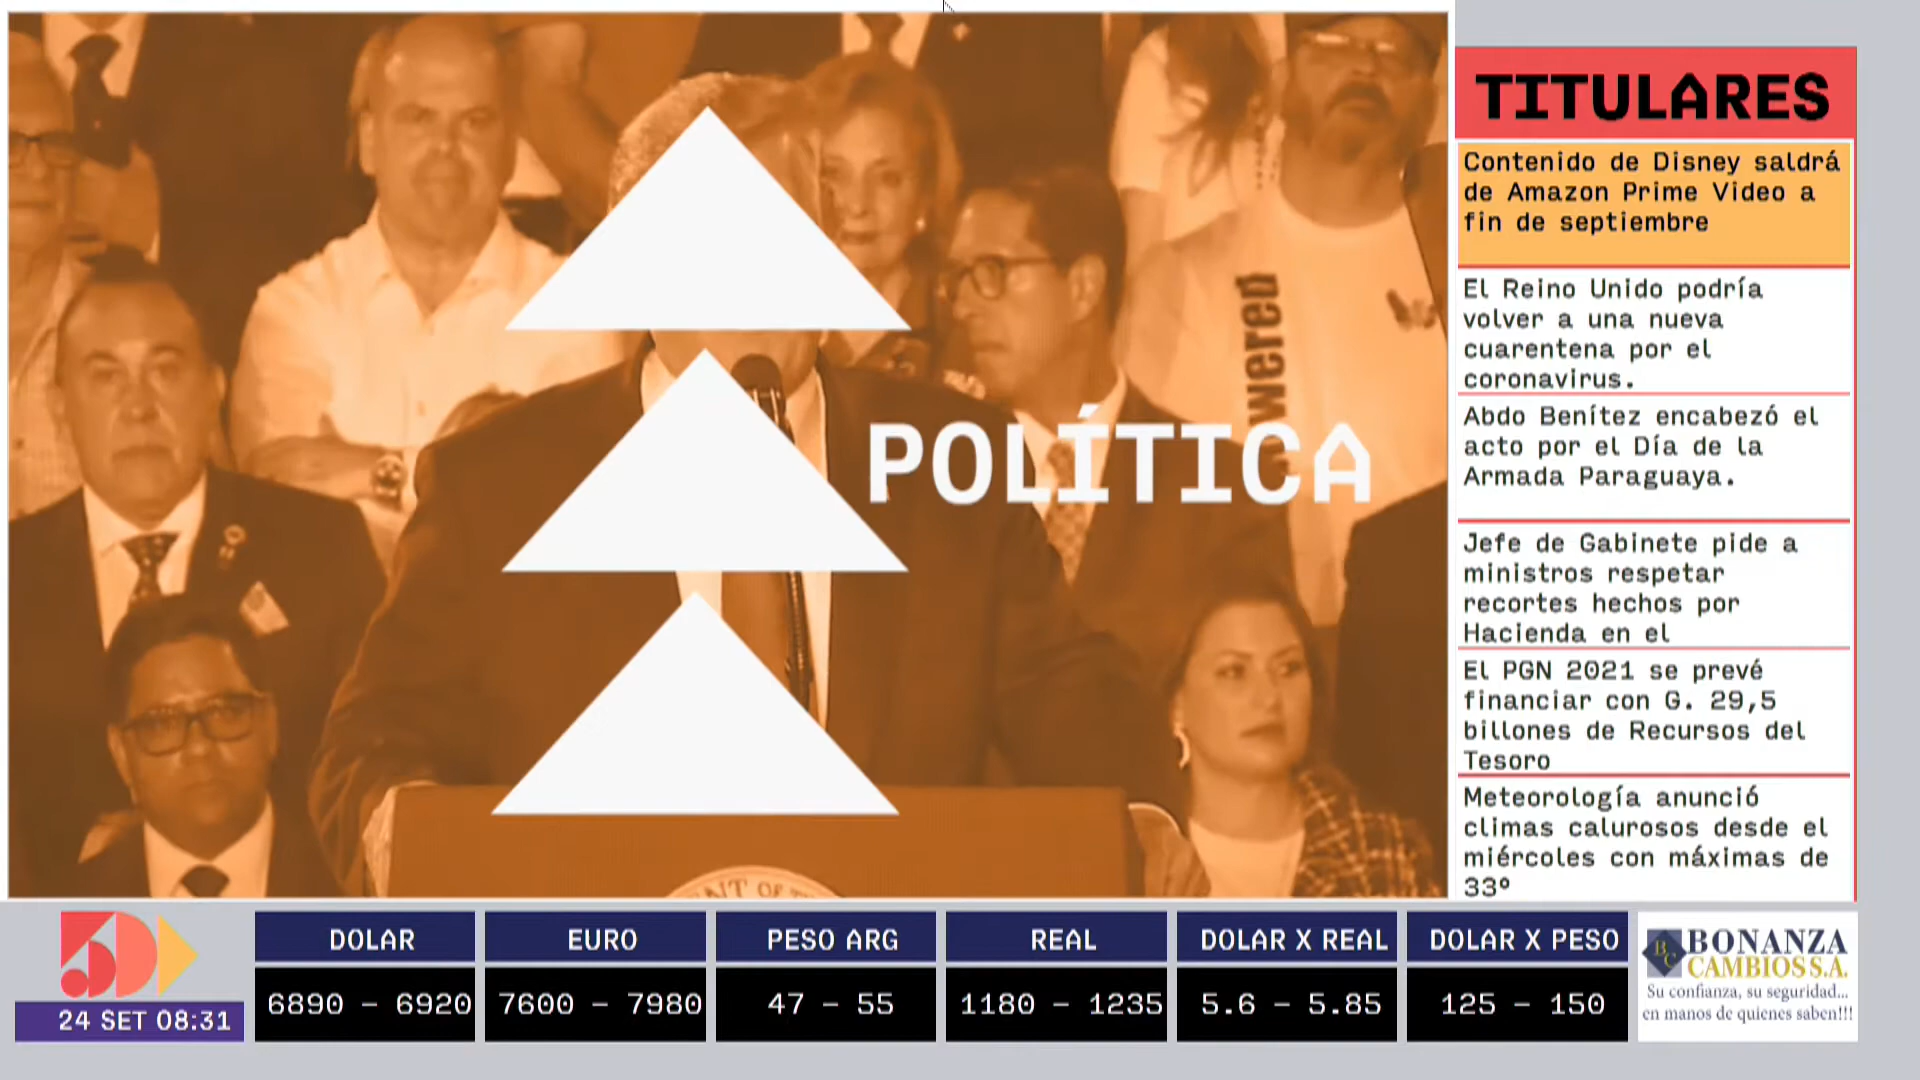 wered
POLÍTICA
ENT OF T
TITULARES
Contenido de Disney saldrá
de Amazon Prime Video a
fin de septiembre
El Reino Unido podría
volver a una nueva
cuarentena por el
coronavirus.
Abdo Benítez encabezó el
acto por el Día de la
Armada Paraguaya.
Jefe de Gabinete pide a
ministros respetar
recortes hechos por
Hacienda en el
El PGN 2021 se prevé
financiar con G. 29,5
billones de Recursos del
Tesoro
Meteorología anunció
climas calurosos desde el
miércoles con máximas de
33º
5D
24 SET 08:31
DOLAR
6890 - 6920
EURO
7600 - 7980
PESO ARG
47 - 55
REAL
1180 - 1235
DOLAR X REAL
5.6 - 5.85
DOLAR X PESO
125 - 150
BC
BONANZA
CAMBIOS S.A.
Su confianza, su seguridad...
en manos de quienes saben!!!